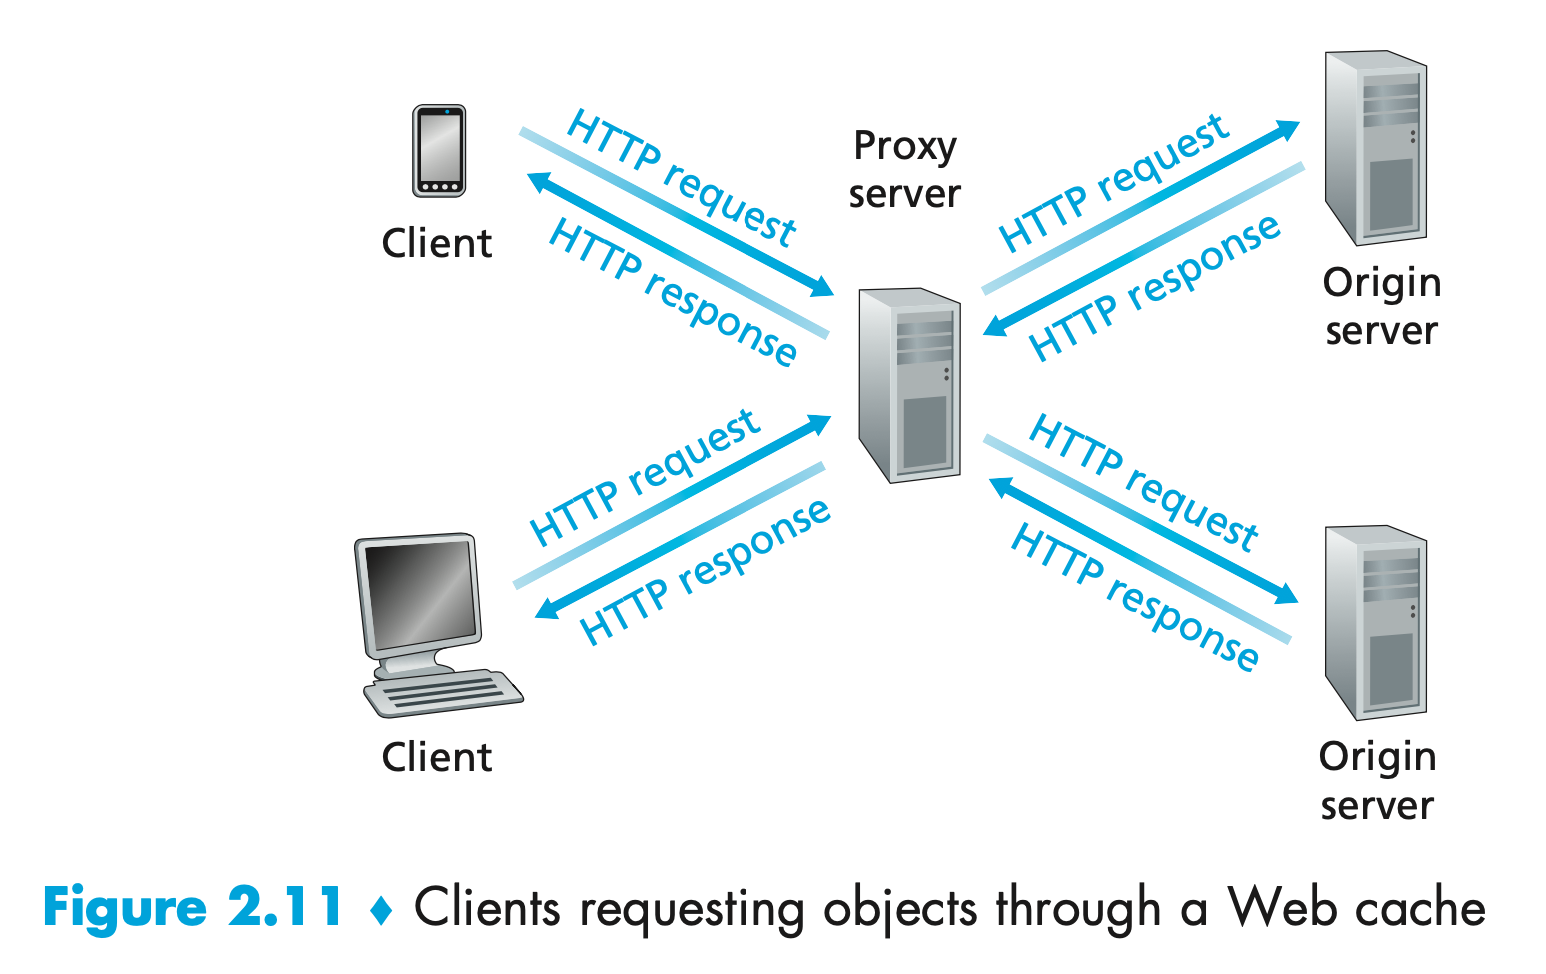 HTTP request
HTTP response
Client
Proxy
server
HTTP request
HTTP response
Origin
server
HTTP request
HTTP response
Client
HTTP request
HTTP response
Origin
server
Figure 2.11 ♦ Clients requesting objects through a Web cache